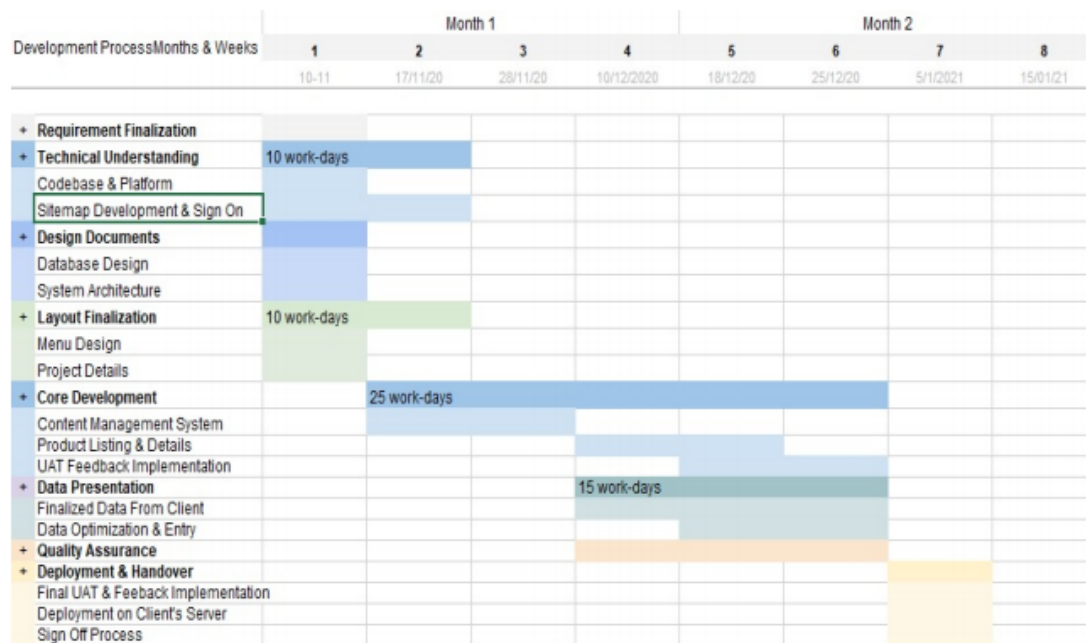 Month 1 Month 2
Development ProcessMonths & Weeks 1 2 3 4 5 6 7 8
10-11 17/11/20 28/11/20 10/12/2020 18/12/20 25/12/20 5/1/2021 15/01/21
+ Requirement Finalization
+ Technical Understanding 10 work-days
Codebase & Platform
Sitemap Development & Sign On
+ Design Documents
Database Design
System Architecture
+ Layout Finalization 10 work-days
Menu Design
Project Details
+ Core Development 25 work-days
Content Management System
Product Listing & Details
UAT Feedback Implementation
+ Data Presentation 15 work-days
Finalized Data From Client
Data Optimization & Entry
+ Quality Assurance
+ Deployment & Handover
Final UAT & Feeback Implementation
Deployment on Client's Server
Sign Off Process